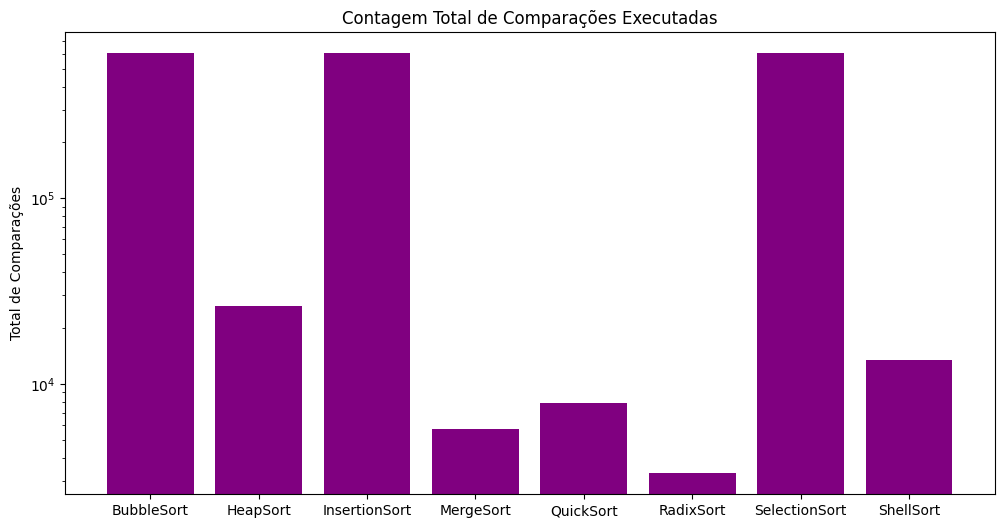 Contagem Total de Comparações Executadas
Total de Comparações
10^5
10^4
BubbleSort HeapSort InsertionSort MergeSort QuickSort RadixSort SelectionSort ShellSort